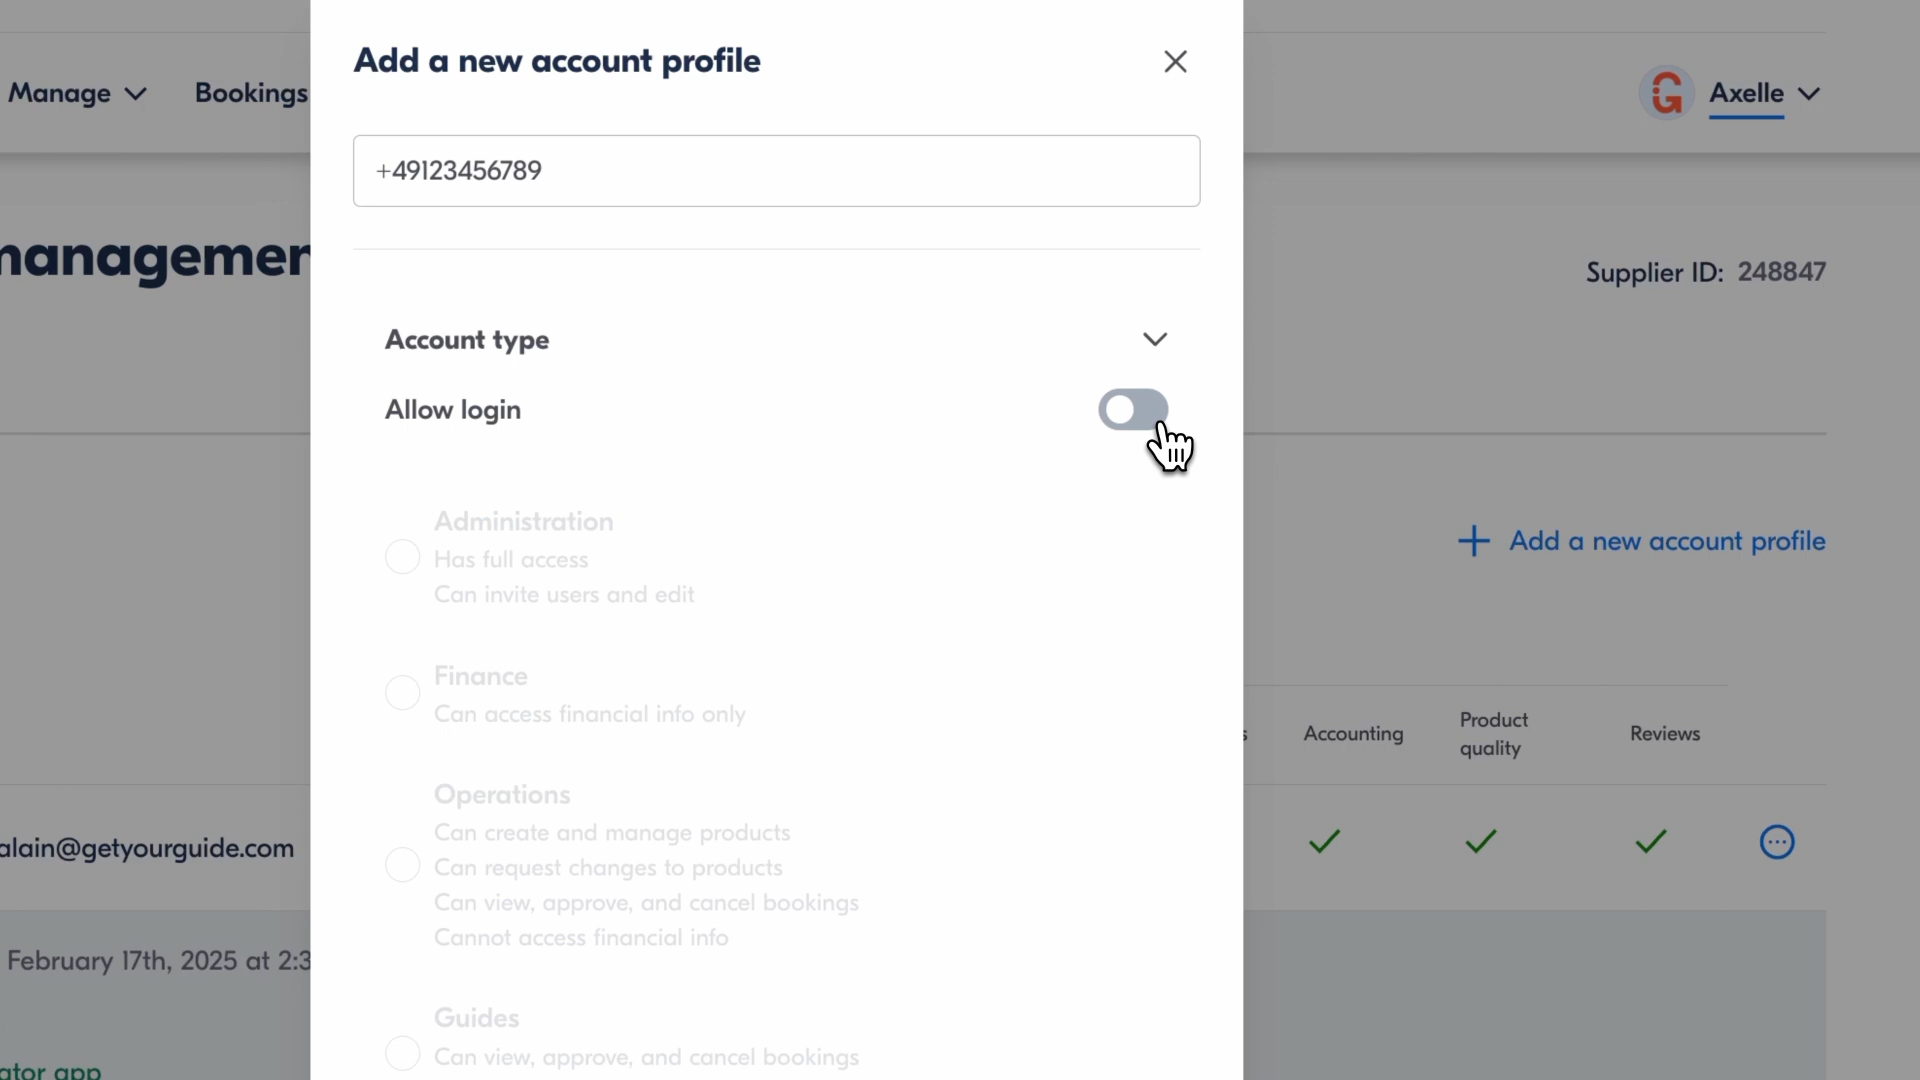 Add a new account profile
Manage
Bookings
Axelle
+49123456789
Supplier ID: 248847
Account type
Allow login
Administration
Has full access
Can invite users and edit
Add a new account profile
Finance
Can access financial info only
Accounting
Product
quality
Reviews
Operations
Can create and manage products
Can request changes to products
Can view, approve, and cancel bookings
Cannot access financial info
alain@getyourguide.com
February 17th, 2025 at 2:3
Guides
Can view, approve, and cancel bookings
app